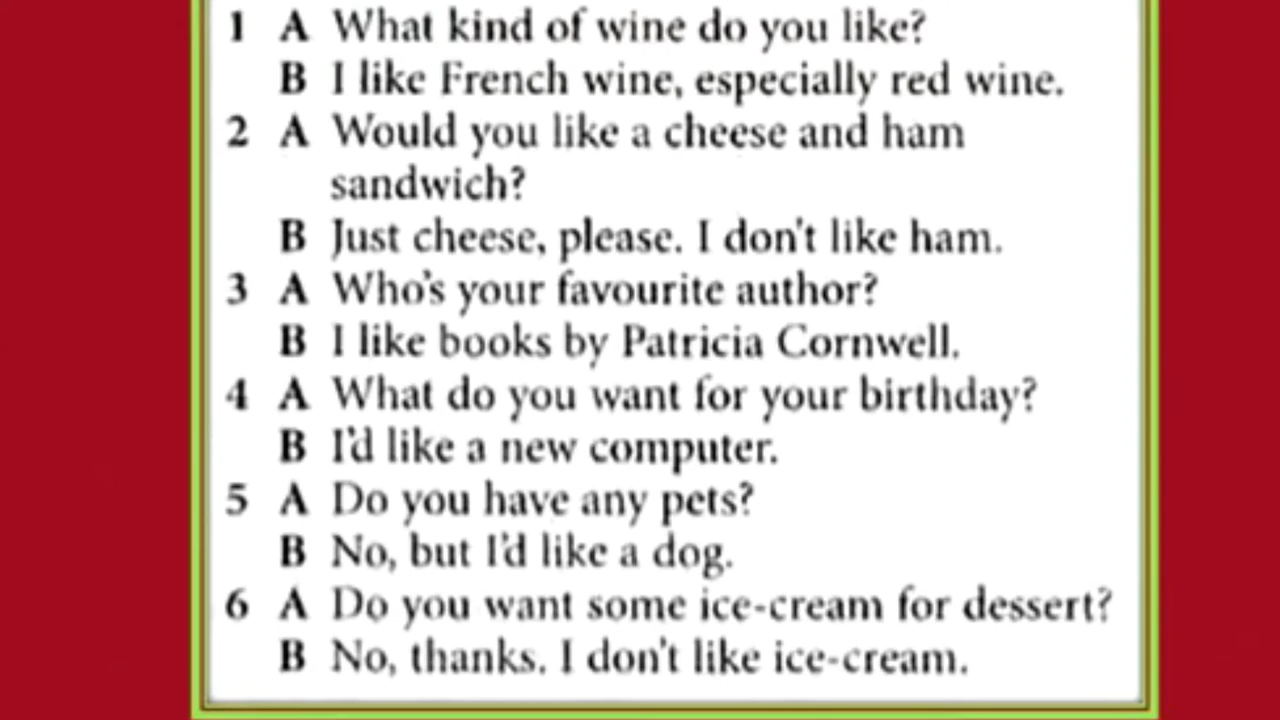 1 A What kind of wine do you like?
B I like French wine, especially red wine.
2 A Would you like a cheese and ham
sandwich?
B Just cheese, please. I don't like ham.
3 A Who's your favourite author?
B I like books by Patricia Cornwell.
4 A What do you want for your birthday?
B I'd like a new computer.
5 A Do you have any pets?
B No, but I'd like a dog.
6 A Do you want some ice-cream for dessert?
B No, thanks. I don't like ice-cream.